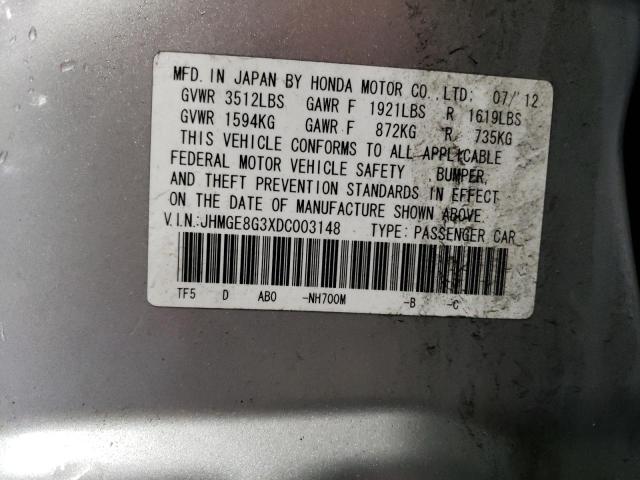 MFD. IN JAPAN BY HONDA MOTOR CO.,LTD: 07/'12
GVWR 3512LBS GAWR F 1921LBS R 1619LBS
GVWR 1594KG GAWR F 872KG R 735KG
THIS VEHICLE CONFORMS TO ALL APPLICABLE
FEDERAL MOTOR VEHICLE SAFETY , BUMPER,
AND THEFT PREVENTION STANDARDS IN EFFECT
ON THE DATE OF MANUFACTURE SHOWN ABOVE.
V.I.N.:JHMGE8G3XDC003148 TYPE: PASSENGER CAR
TF5 D AB0 -NH700M -B -C